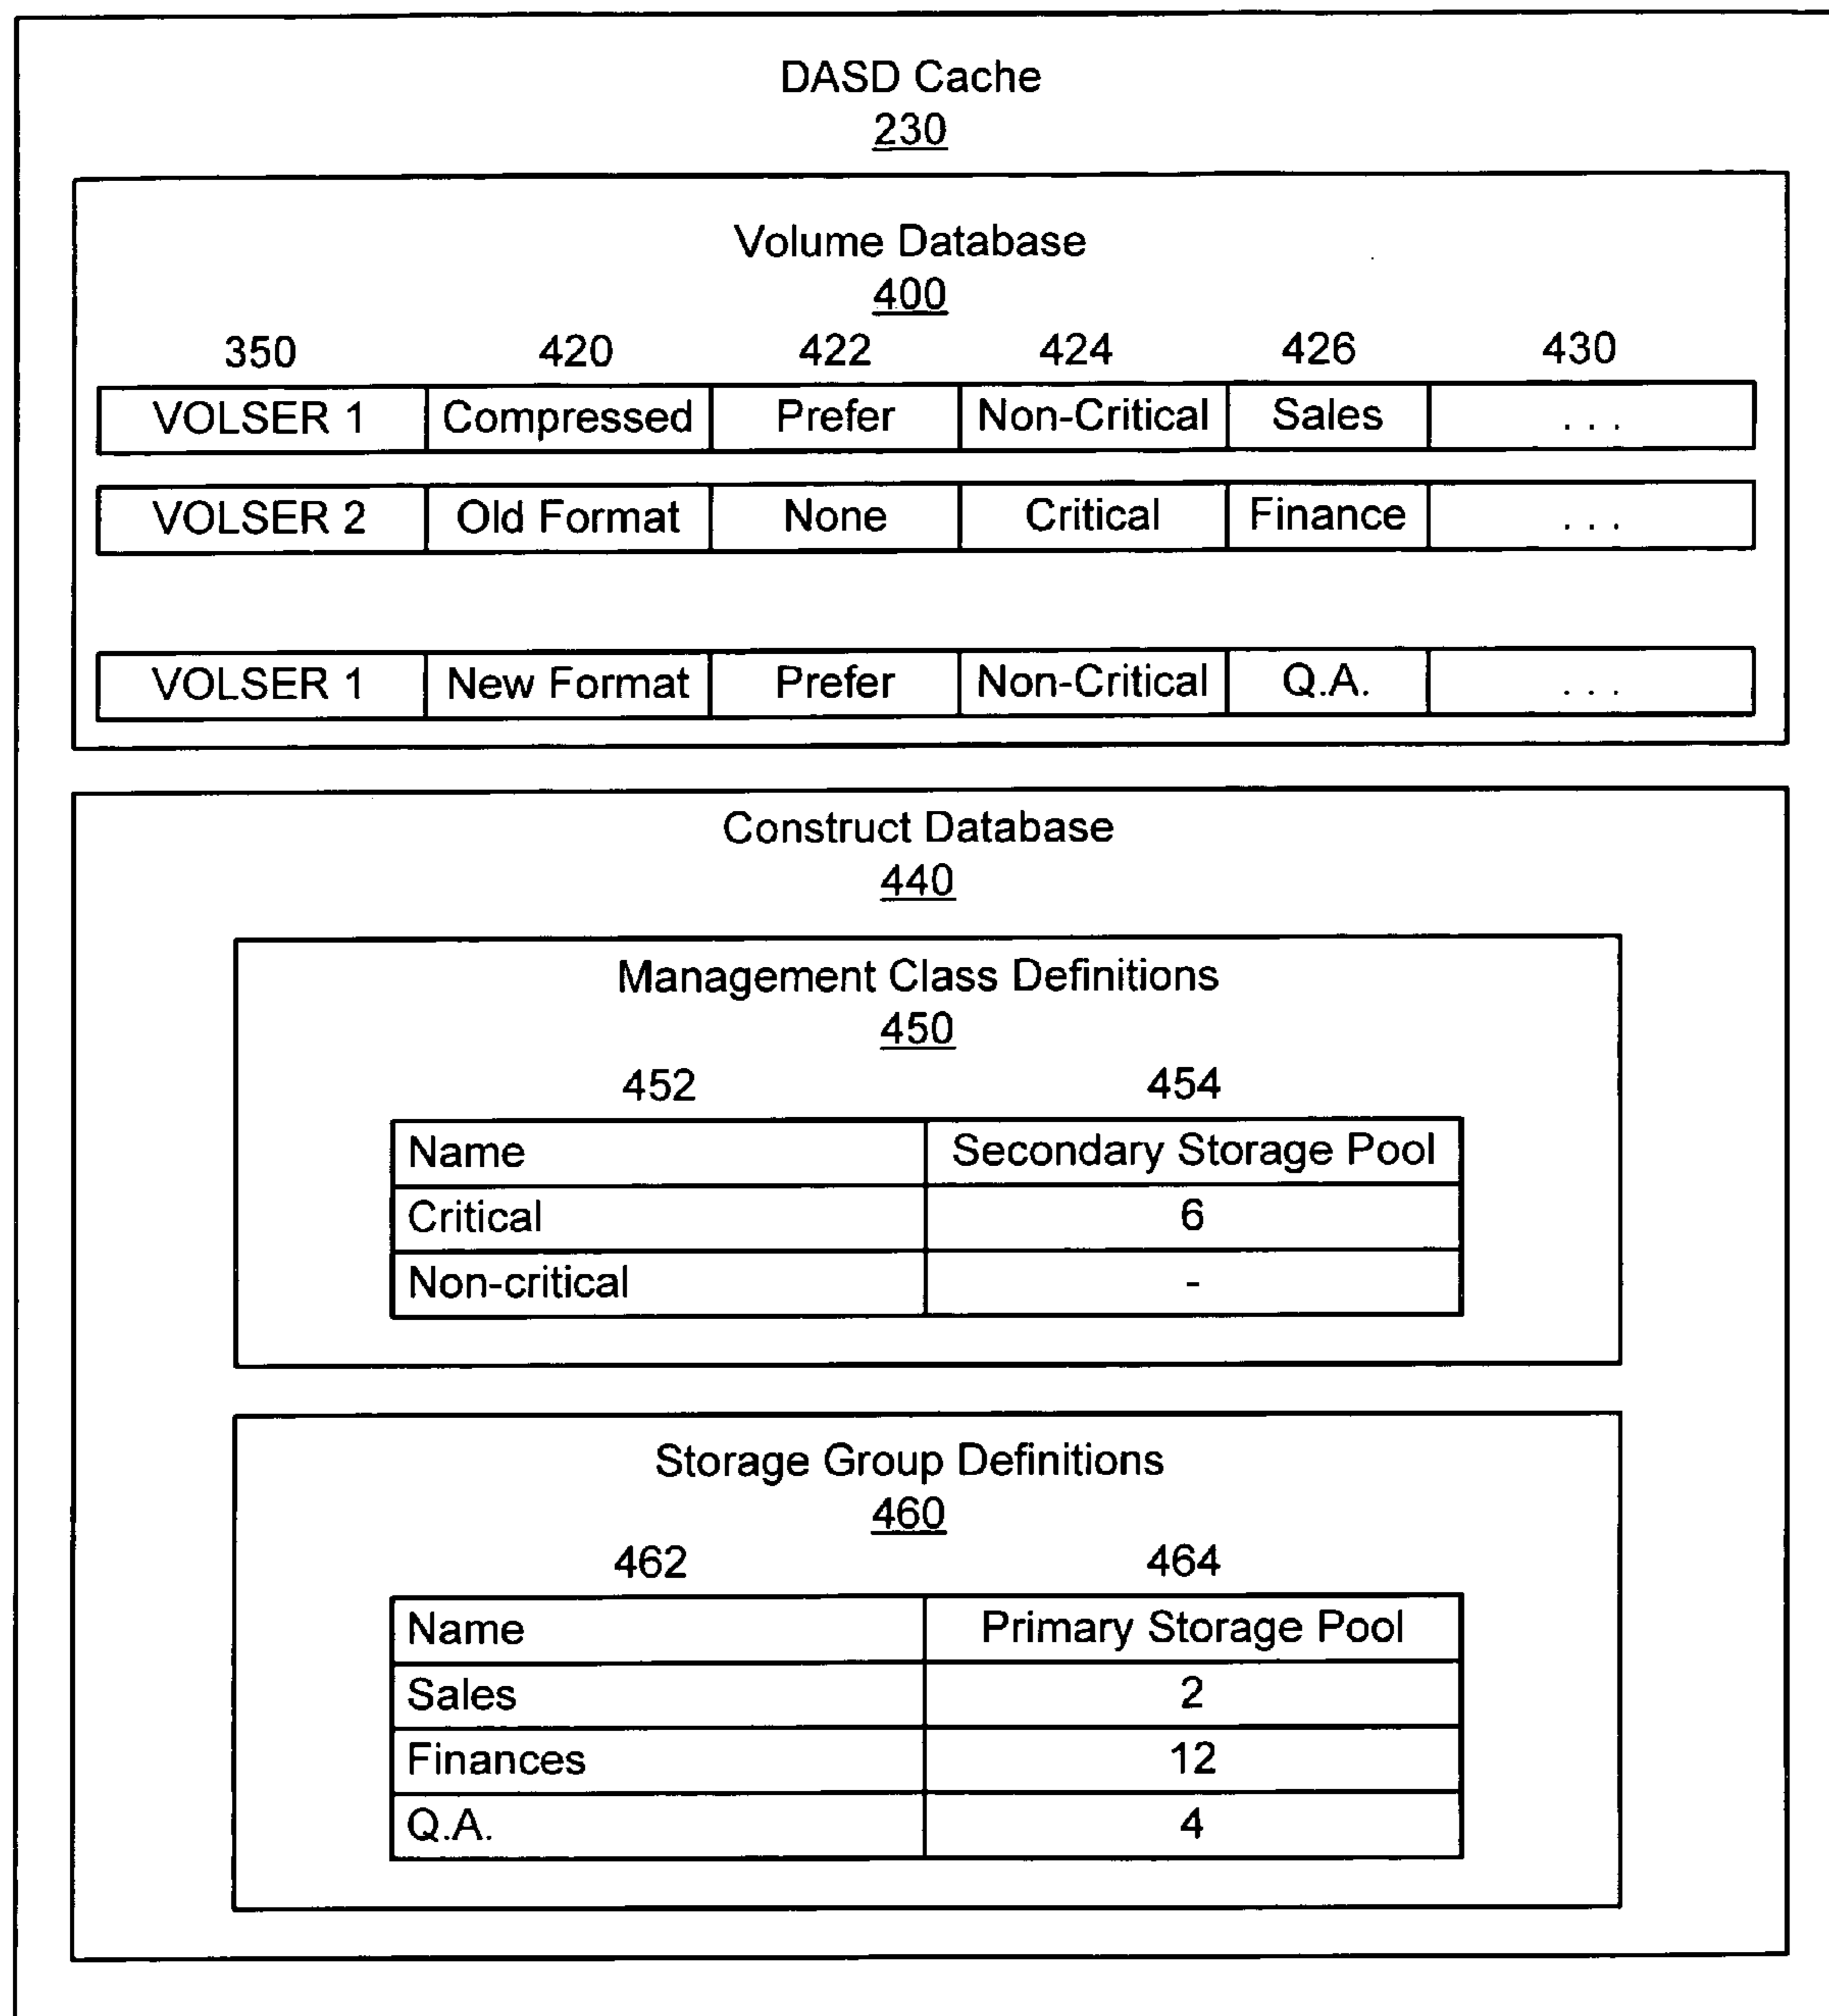 DASD Cache
230
Volume Database
400
350 420 422 424 426 430
VOLSER 1 Compressed Prefer Non-Critical Sales . . .
VOLSER 2 Old Format None Critical Finance . . .
VOLSER 1 New Format Prefer Non-Critical Q.A. . . .
Construct Database
440
Management Class Definitions
450
452 454
Name Secondary Storage Pool
Critical 6
Non-critical -
Storage Group Definitions
460
462 464
Name Primary Storage Pool
Sales 2
Finances 12
Q.A. 4